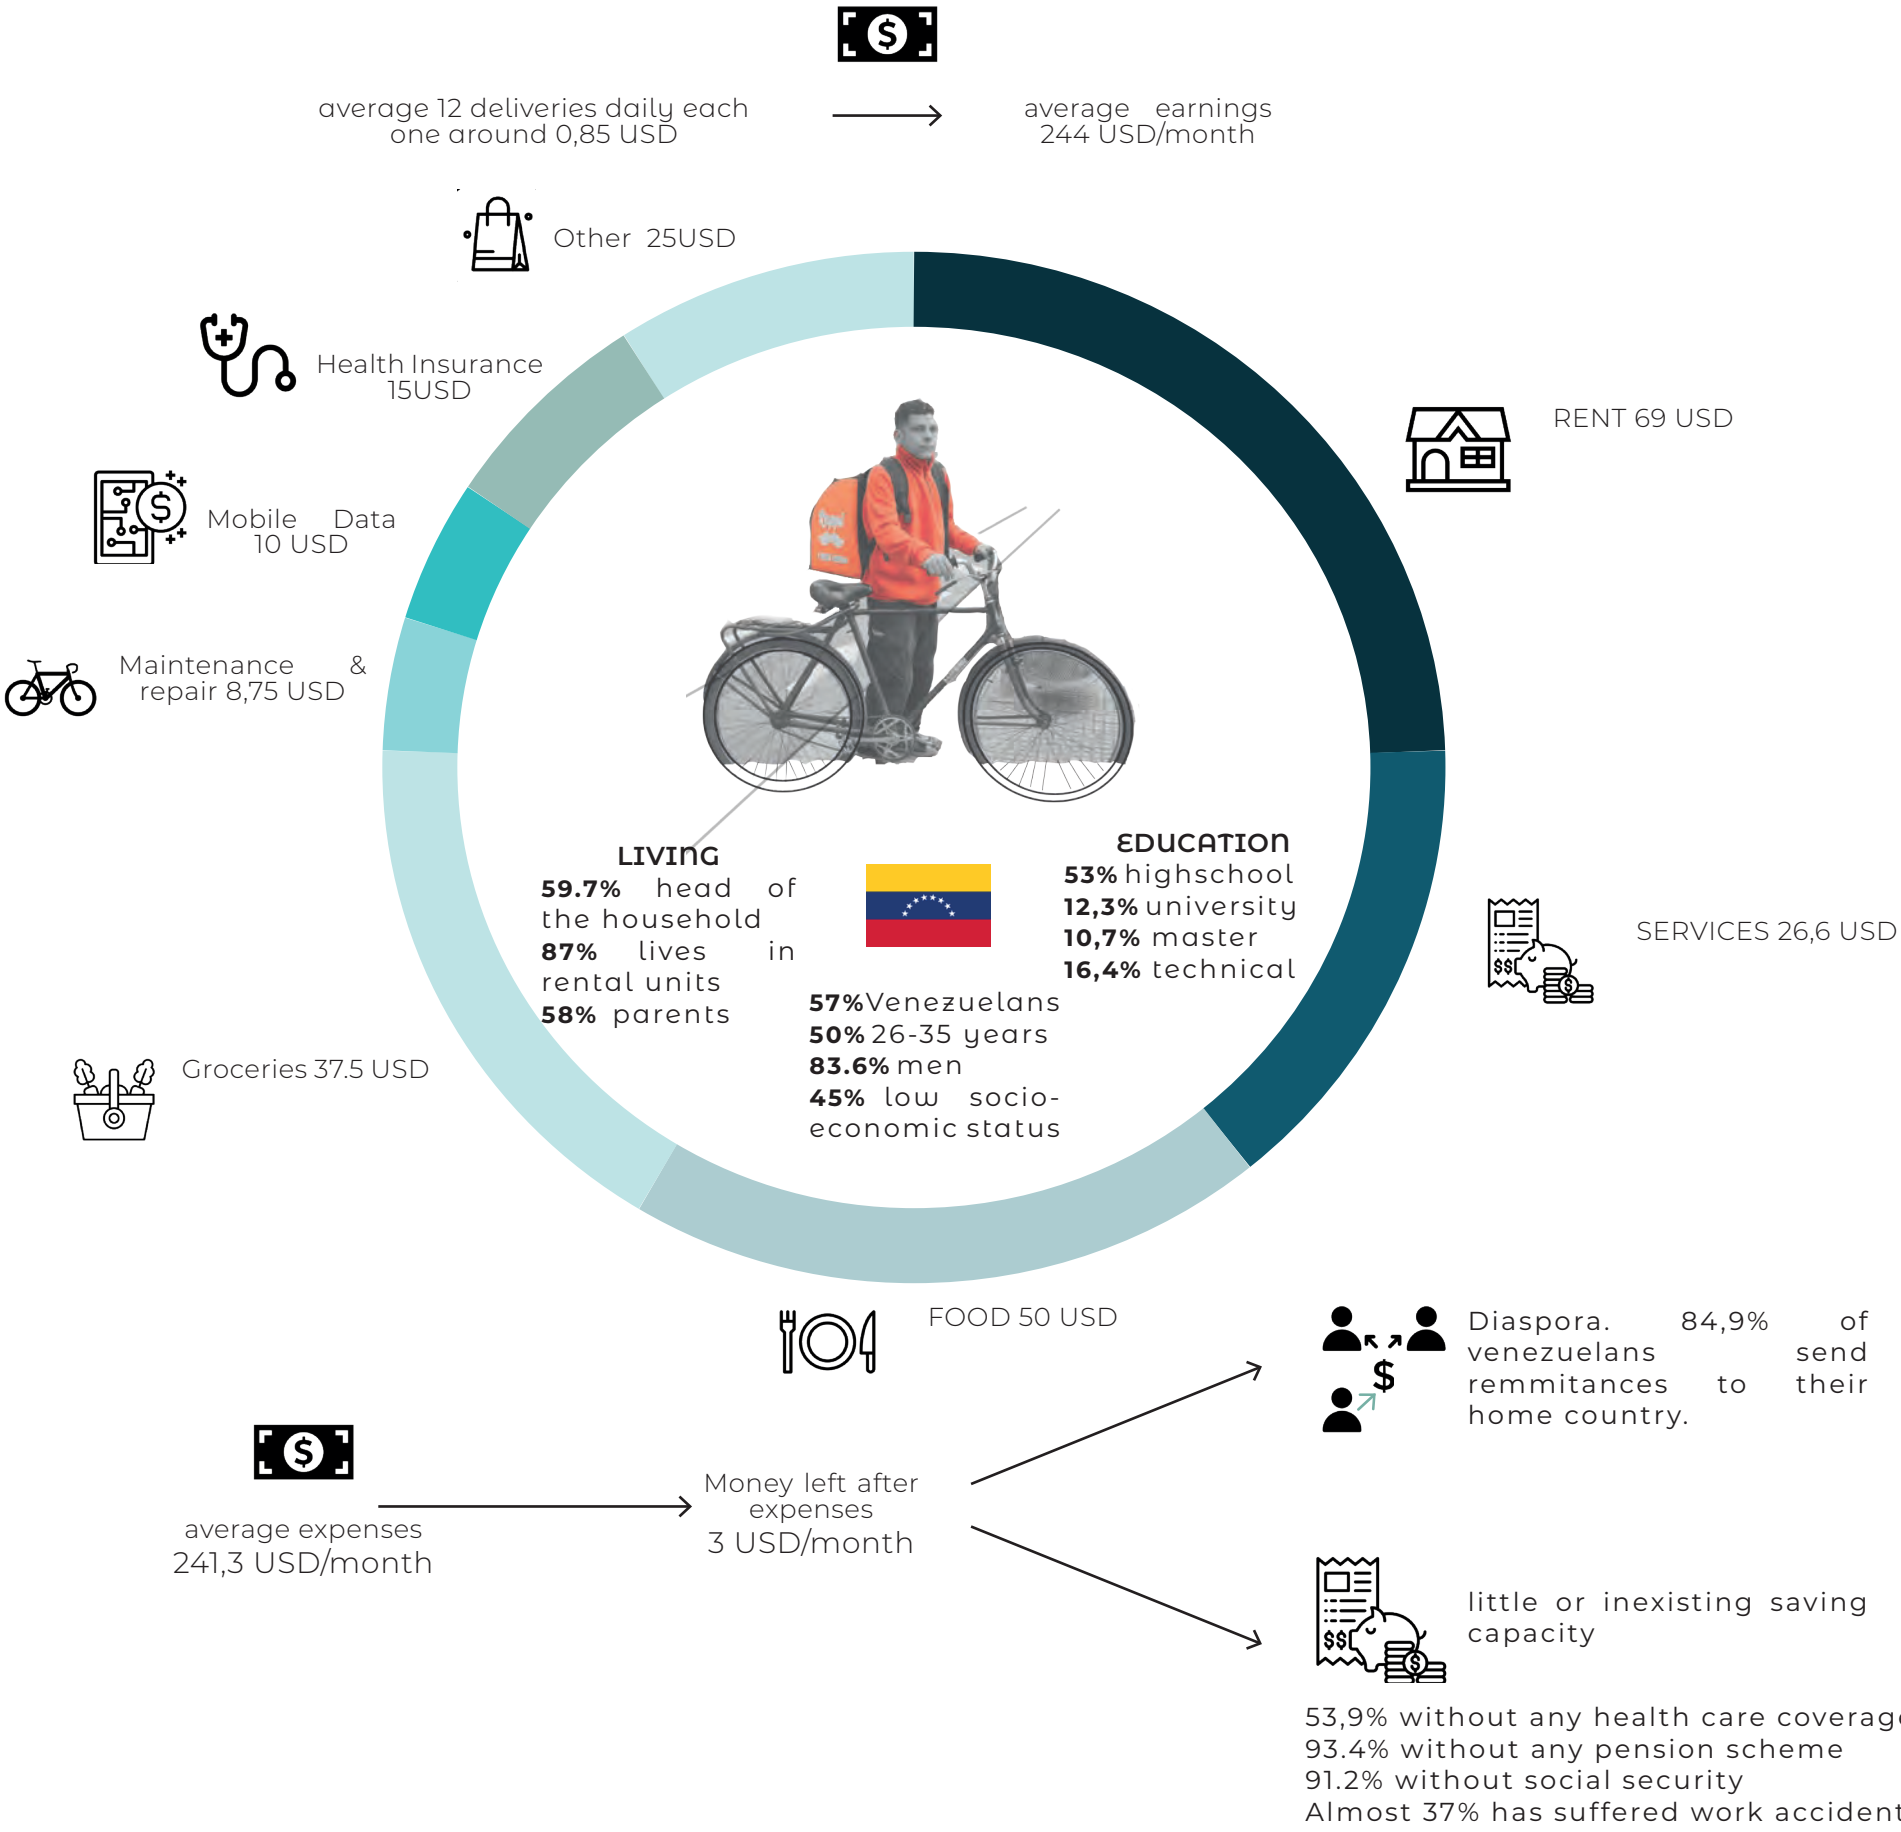 average 12 deliveries daily each
one around 0,85 USD
average earnings
244 USD/month
Other 25USD
Health Insurance
15USD
Mobile Data
10 USD
Maintenance &
repair 8,75 USD
Groceries 37.5 USD
RENT 69 USD
SERVICES 26,6 USD
FOOD 50 USD
LIVING
59.7% head of
the household
87% lives in
rental units
58% parents
57%Venezuelans
50% 26-35 years
83.6% men
45% low socio-
economic status
EDUCATION
53% highschool
12,3% university
10,7% master
16,4% technical
average expenses
241,3 USD/month
Money left after
expenses
3 USD/month
Diaspora. 84,9% of
venezuelans send
remmitances to their
home country.
little or inexisting saving
capacity
53,9% without any health care coverage
93.4% without any pension scheme
91.2% without social security
Almost 37% has suffered work accident